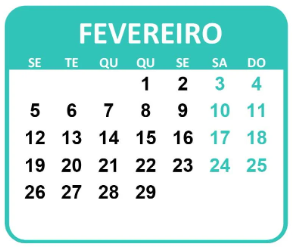 FEVEREIRO
SE TE QU QU SE SA DO
1 2 3 4
5 6 7 8 9 10 11
12 13 14 15 16 17 18
19 20 21 22 23 24 25
26 27 28 29